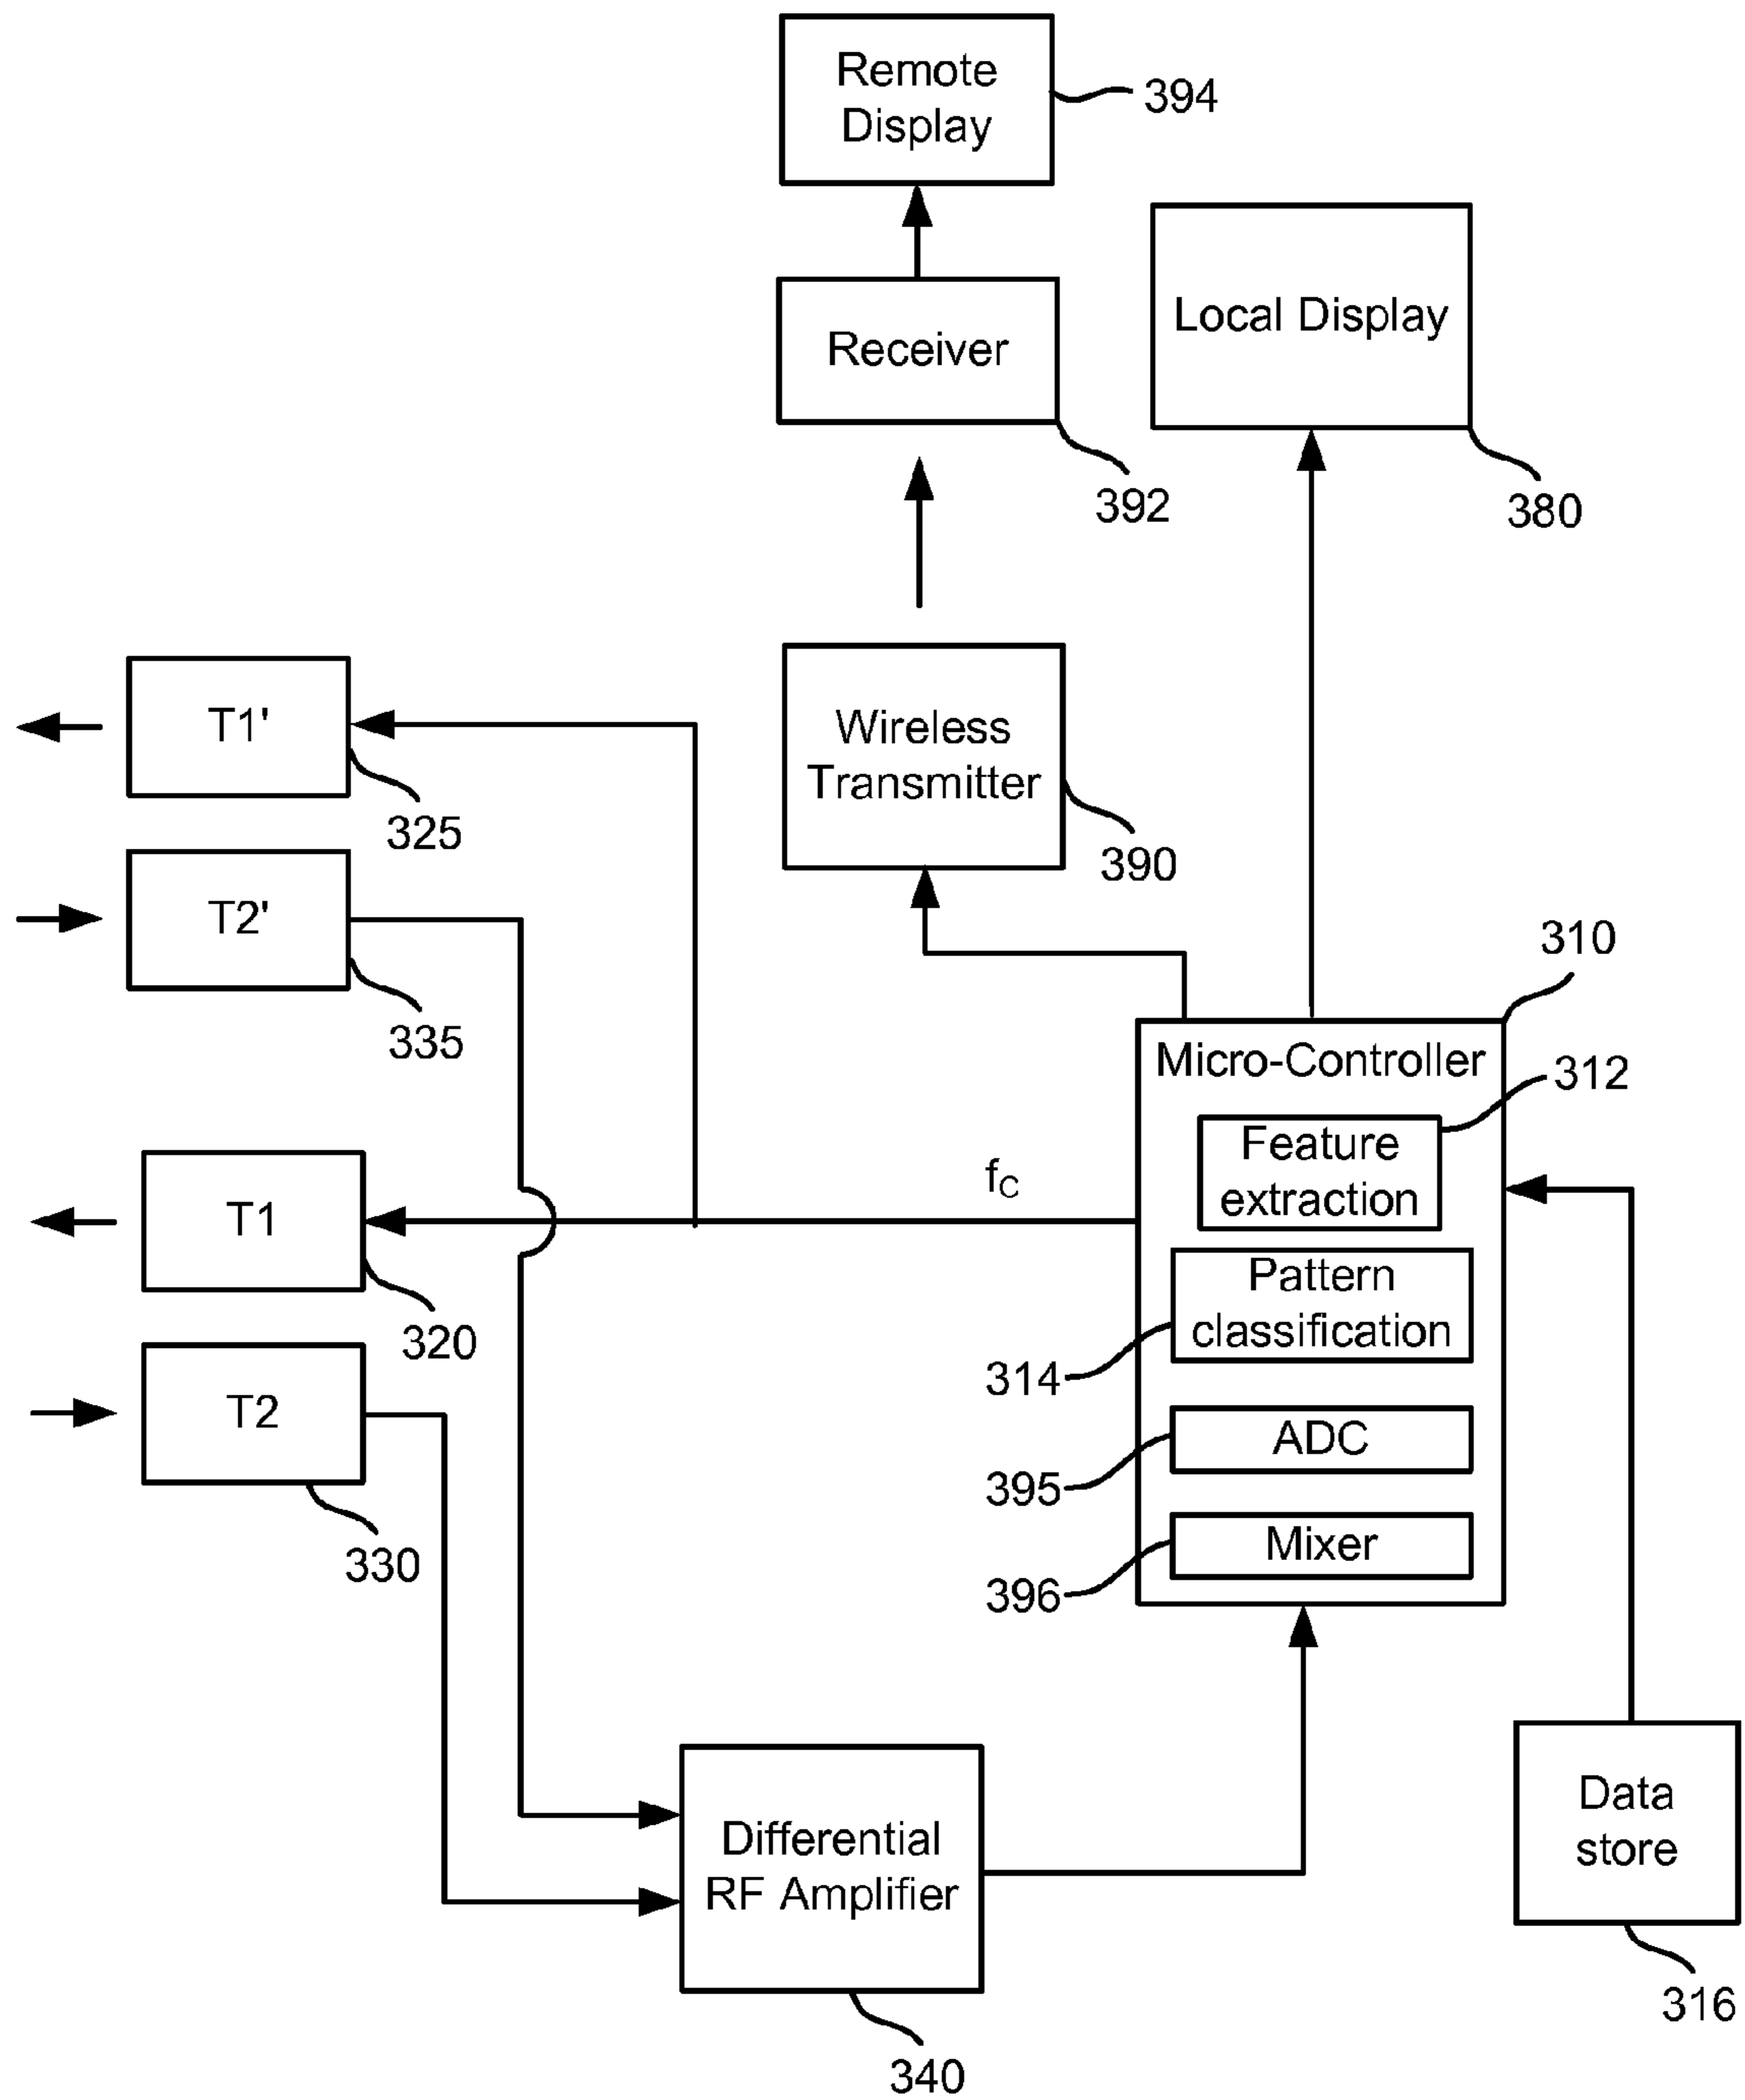 Remote
Display
394
Local Display
Receiver
392
380
T1'
325
Wireless
Transmitter
390
T2'
335
310
Micro-Controller
312
Feature
extraction
fC
T1
320
Pattern
classification
314
T2
330
ADC
395
Mixer
396
Data
store
316
Differential
RF Amplifier
340